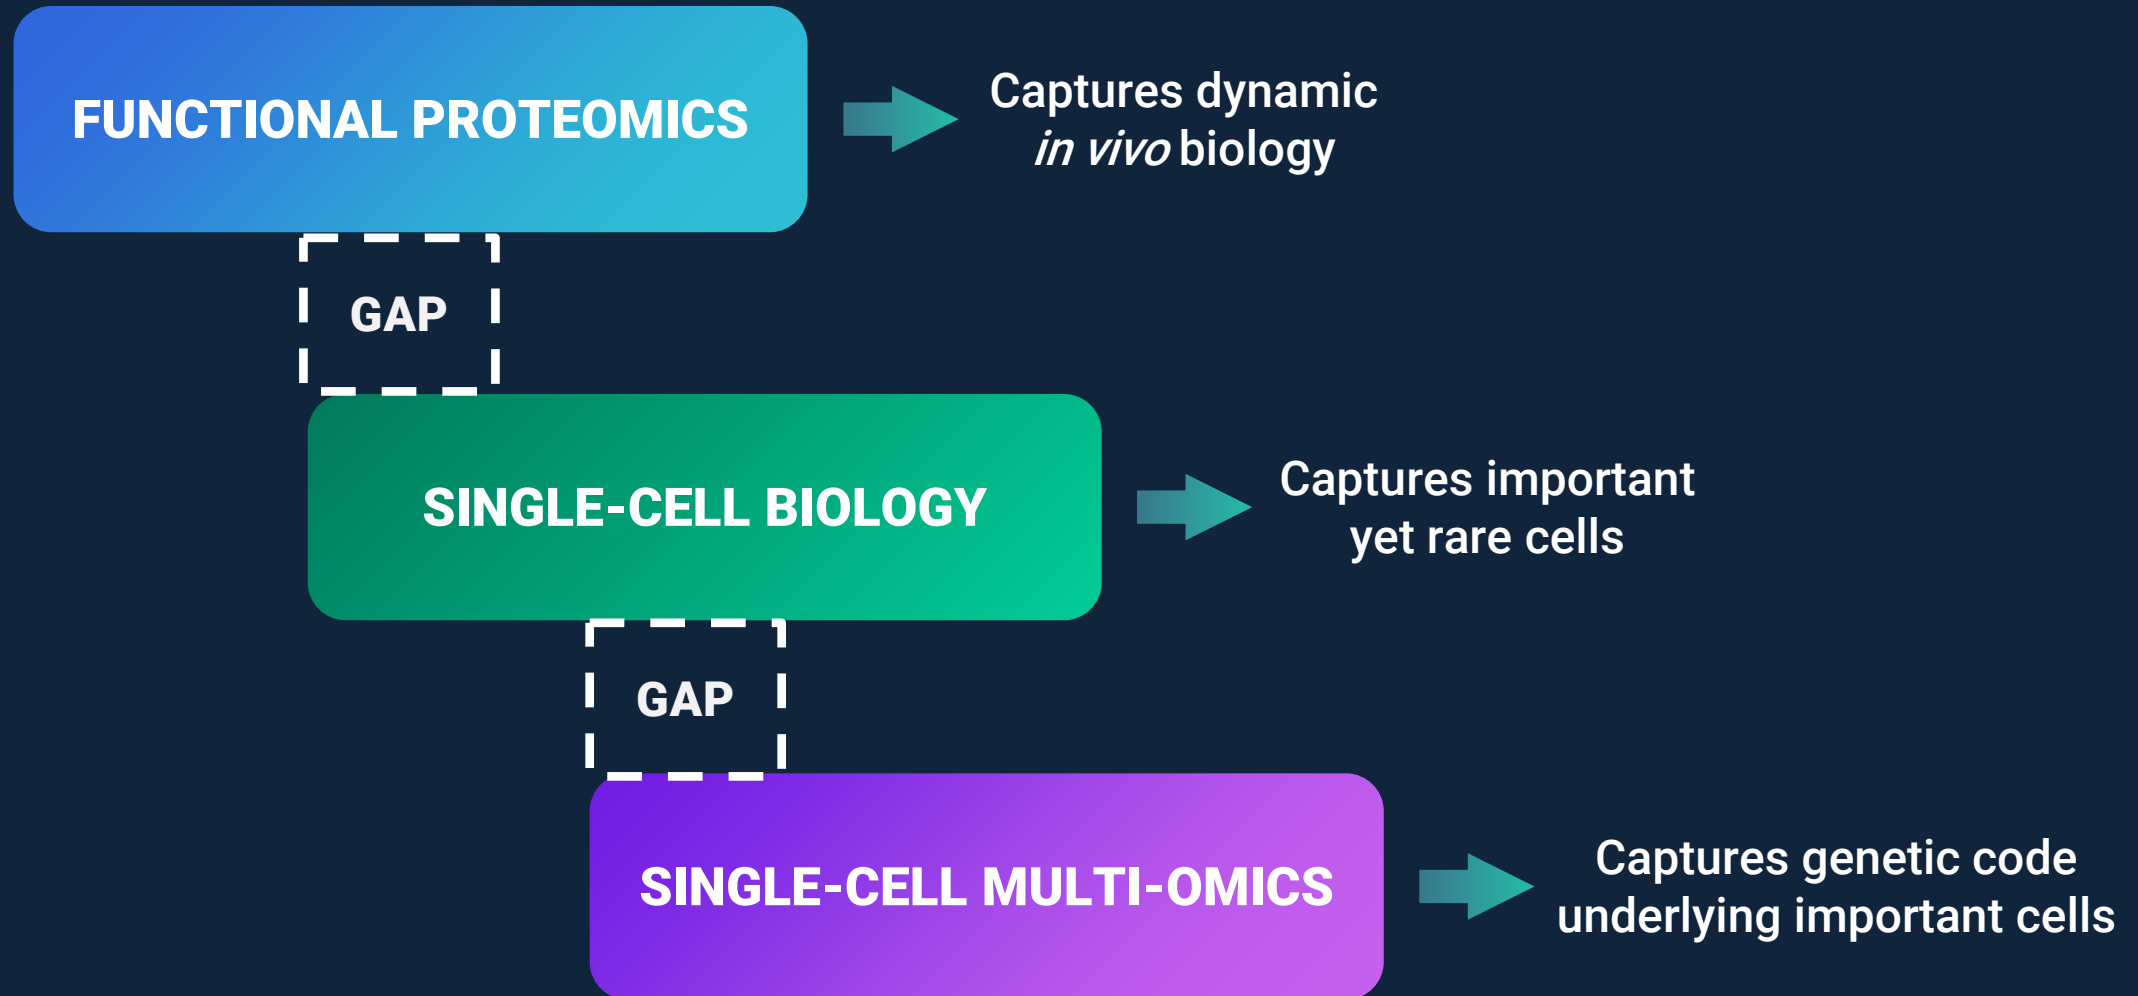 FUNCTIONAL PROTEOMICS
Captures dynamic
in vivo biology
GAP
SINGLE-CELL BIOLOGY
Captures important
yet rare cells
GAP
SINGLE-CELL MULTI-OMICS
Captures genetic code
underlying important cells